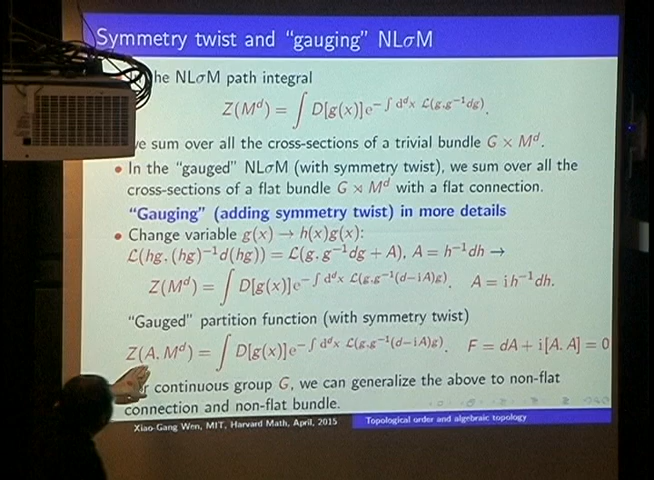 Symmetry twist and "gauging" NLσM
he NLσM path integral
Z(M^d) = ∫ D[g(x)]e^{-∫ d^d x 𝓛(g,g^{-1}dg)}.
e sum over all the cross-sections of a trivial bundle G × M^d.
• In the "gauged" NLσM (with symmetry twist), we sum over all the
cross-sections of a flat bundle G ⋊ M^d with a flat connection.
"Gauging" (adding symmetry twist) in more details
• Change variable g(x) → h(x)g(x):
𝓛(hg, (hg)^{-1}d(hg)) = 𝓛(g, g^{-1}dg + A), A = h^{-1}dh →
Z(M^d) = ∫ D[g(x)]e^{-∫ d^d x 𝓛(g,g^{-1}(d-iA)g)}, A = ih^{-1}dh.
"Gauged" partition function (with symmetry twist)
Z(A, M^d) = ∫ D[g(x)]e^{-∫ d^d x 𝓛(g,g^{-1}(d-iA)g)}, F = dA + i[A, A] = 0
r continuous group G, we can generalize the above to non-flat
connection and non-flat bundle.
Xiao-Gang Wen, MIT, Harvard Math, April, 2015 Topological order and algebraic topology